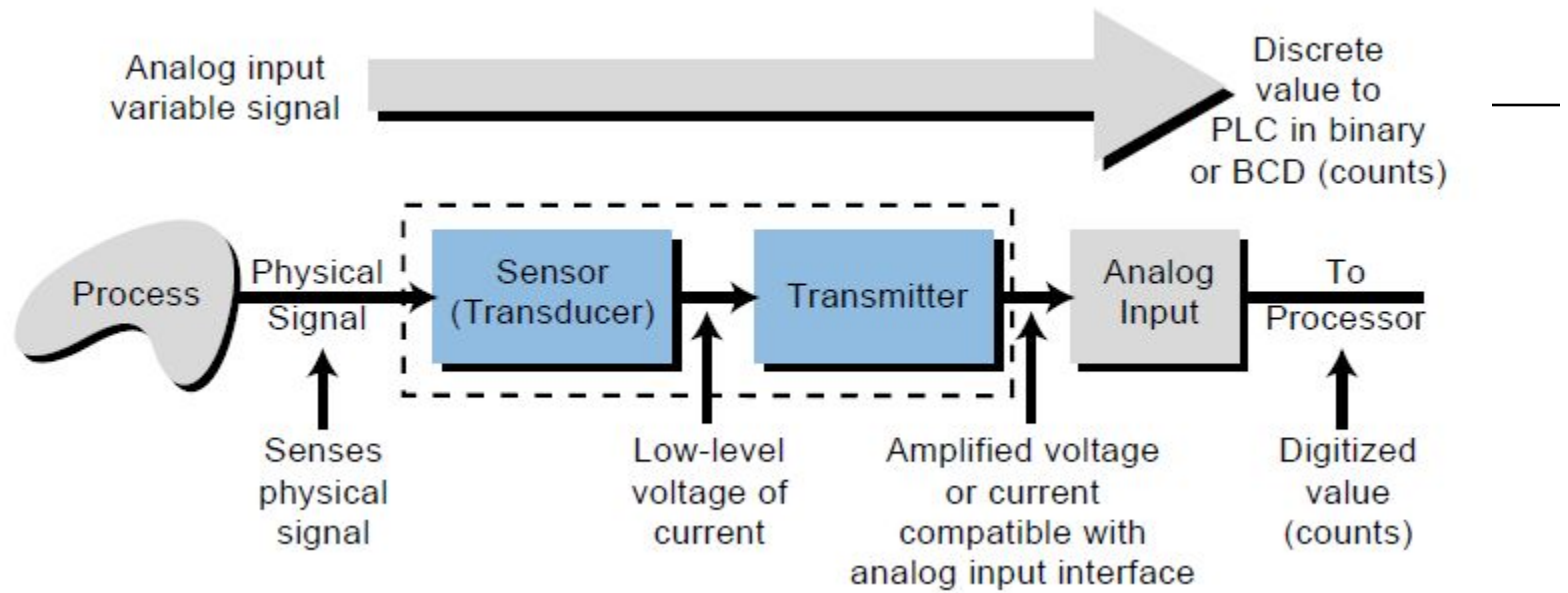 Analog input
variable signal
Discrete
value to
PLC in binary
or BCD (counts)
Process
Physical
Signal
Sensor
(Transducer)
Transmitter
Analog
Input
To
Processor
Senses
physical
signal
Low-level
voltage of
current
Amplified voltage
or current
compatible with
analog input interface
Digitized
value
(counts)